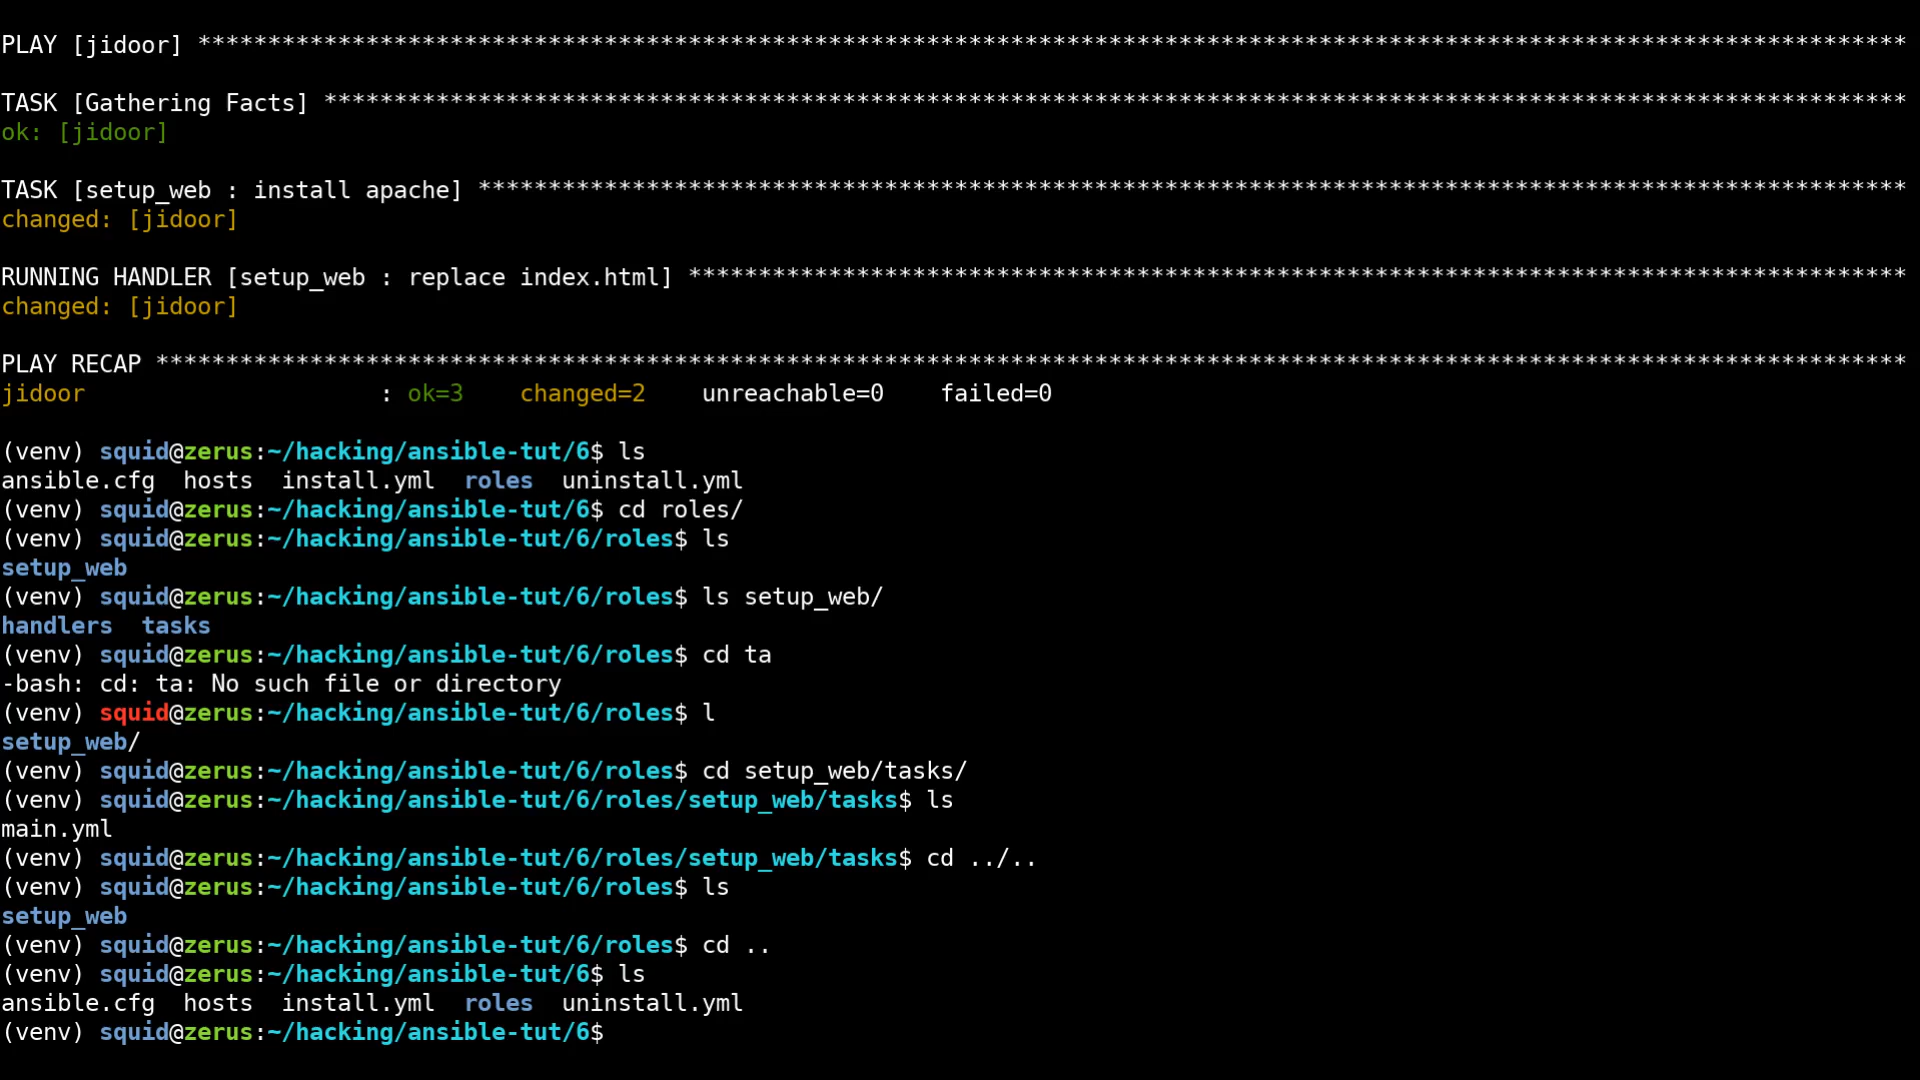 PLAY [jidoor] **************************************************************************************************************************
TASK [Gathering Facts] *****************************************************************************************************************
ok: [jidoor]
TASK [setup_web : install apache] ******************************************************************************************************
changed: [jidoor]
RUNNING HANDLER [setup_web : replace index.html] ***************************************************************************************
changed: [jidoor]
PLAY RECAP *****************************************************************************************************************************
jidoor                     : ok=3    changed=2    unreachable=0    failed=0
(venv) squid@zerus:~/hacking/ansible-tut/6$ ls
ansible.cfg  hosts  install.yml  roles  uninstall.yml
(venv) squid@zerus:~/hacking/ansible-tut/6$ cd roles/
(venv) squid@zerus:~/hacking/ansible-tut/6/roles$ ls
setup_web
(venv) squid@zerus:~/hacking/ansible-tut/6/roles$ ls setup_web/
handlers  tasks
(venv) squid@zerus:~/hacking/ansible-tut/6/roles$ cd ta
-bash: cd: ta: No such file or directory
(venv) squid@zerus:~/hacking/ansible-tut/6/roles$ l
setup_web/
(venv) squid@zerus:~/hacking/ansible-tut/6/roles$ cd setup_web/tasks/
(venv) squid@zerus:~/hacking/ansible-tut/6/roles/setup_web/tasks$ ls
main.yml
(venv) squid@zerus:~/hacking/ansible-tut/6/roles/setup_web/tasks$ cd ../..
(venv) squid@zerus:~/hacking/ansible-tut/6/roles$ ls
setup_web
(venv) squid@zerus:~/hacking/ansible-tut/6/roles$ cd ..
(venv) squid@zerus:~/hacking/ansible-tut/6$ ls
ansible.cfg  hosts  install.yml  roles  uninstall.yml
(venv) squid@zerus:~/hacking/ansible-tut/6$